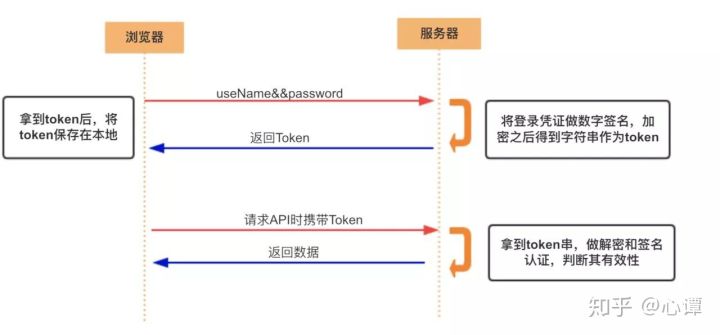 浏览器
服务器
useName&&password
拿到token后，将
token保存在本地
将登录凭证做数字签名，加
密之后得到字符串作为token
返回Token
请求API时携带Token
返回数据
拿到token串，做解密和签名
认证，判断其有效性
知乎 @心谭